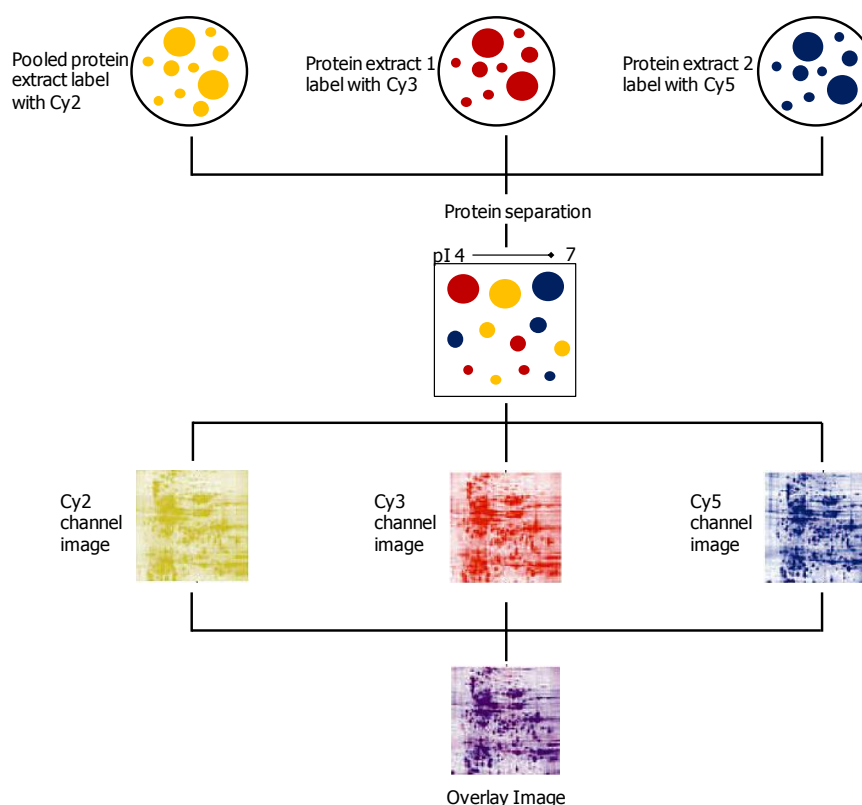 Pooled protein
extract label
with Cy2
Protein extract 1
label with Cy3
Protein extract 2
label with Cy5
Protein separation
pI 4 7
Cy2
channel
image
Cy3
channel
image
Cy5
channel
image
Overlay Image